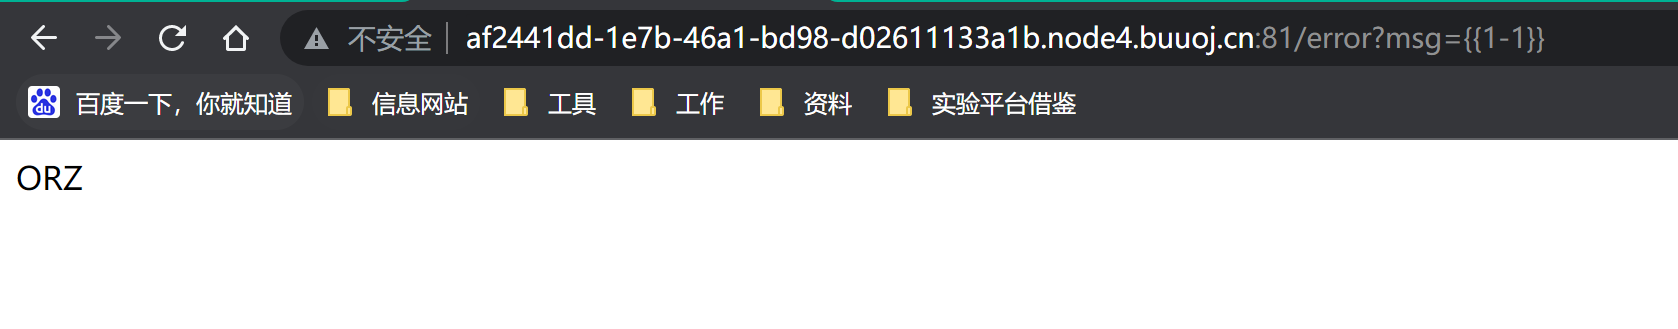 不安全 af2441dd-1e7b-46a1-bd98-d02611133a1b.node4.buuoj.cn:81/error?msg={{1-1}}
du 百度一下，你就知道 信息网站 工具 工作 资料 实验平台借鉴
ORZ